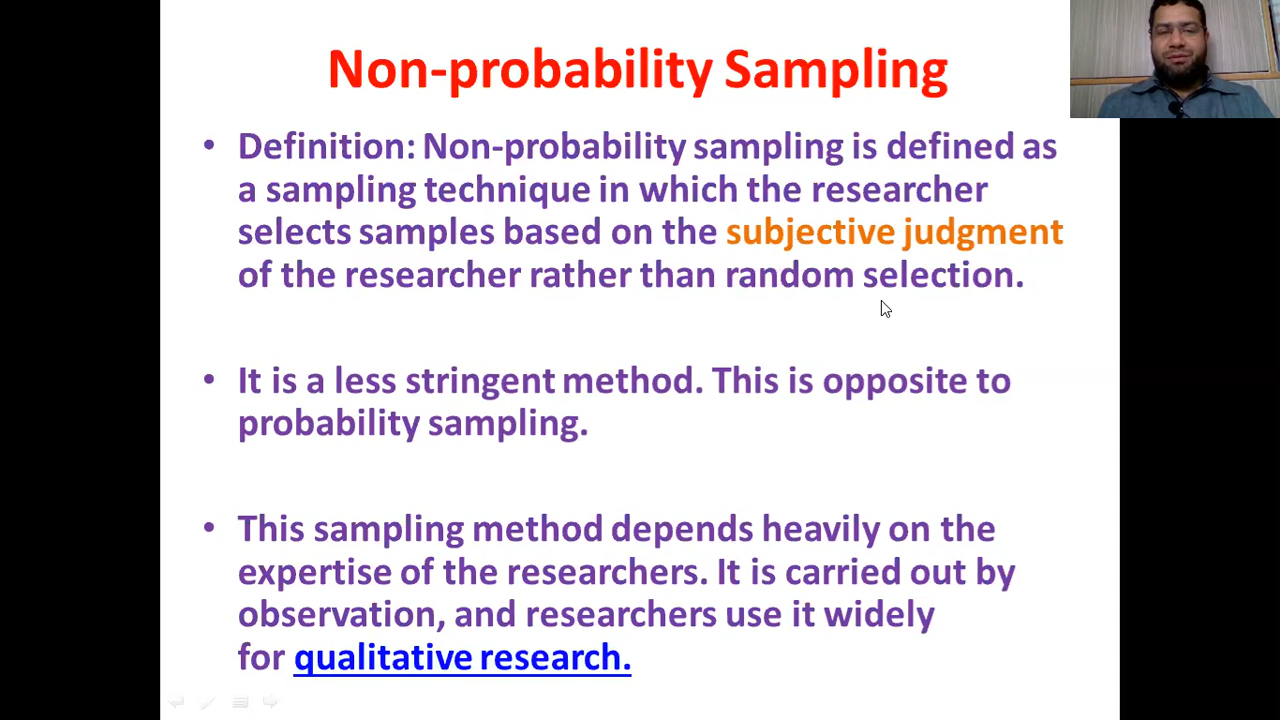 Non-probability Sampling
• Definition: Non-probability sampling is defined as
a sampling technique in which the researcher
selects samples based on the subjective judgment
of the researcher rather than random selection.
• It is a less stringent method. This is opposite to
probability sampling.
• This sampling method depends heavily on the
expertise of the researchers. It is carried out by
observation, and researchers use it widely
for qualitative research.